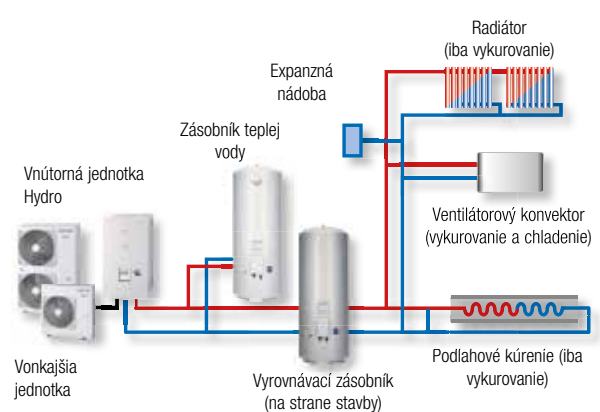 Radiátor
(iba vykurovanie)
Expanzná
nádoba
Zásobník teplej
vody
Vnútorná jednotka
Hydro
Ventilátorový konvektor
(vykurovanie a chladenie)
Vonkajšia
jednotka
Vyrovnávací zásobník
(na strane stavby)
Podlahové kúrenie (iba
vykurovanie)